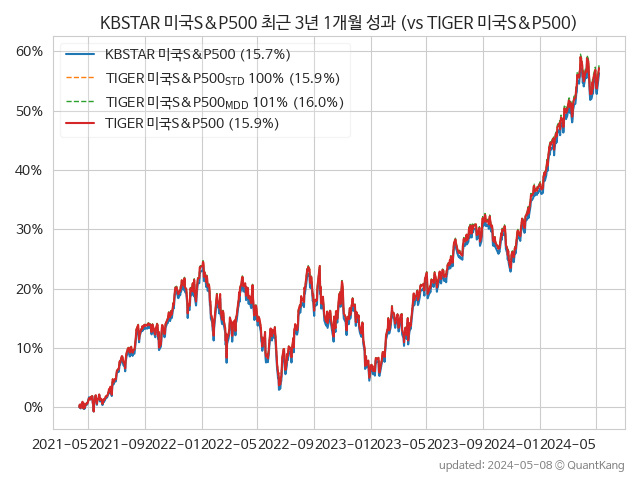 KBSTAR 미국S&P500 최근 3년 1개월 성과 (vs TIGER 미국S&P500)
60%
50%
40%
30%
20%
10%
0%
KBSTAR 미국S&P500 (15.7%)
TIGER 미국S&P500STD 100% (15.9%)
TIGER 미국S&P500MDD 101% (16.0%)
TIGER 미국S&P500 (15.9%)
2021-05 2021-09 2022-01 2022-05 2022-09 2023-01 2023-05 2023-09 2024-01 2024-05
updated: 2024-05-08 © QuantKang